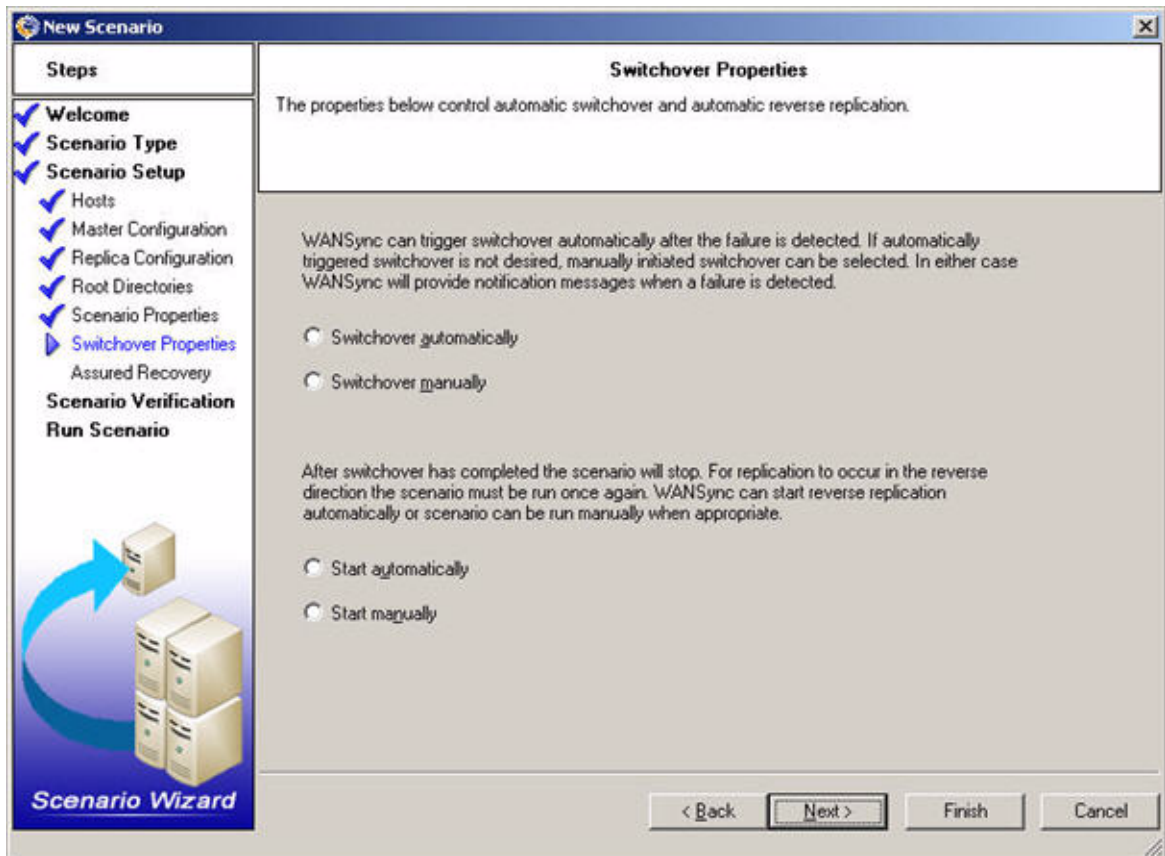 New Scenario
Steps
Welcome
Scenario Type
Scenario Setup
Hosts
Master Configuration
Replica Configuration
Root Directories
Scenario Properties
Switchover Properties
Assured Recovery
Scenario Verification
Run Scenario
Scenario Wizard
Switchover Properties
The properties below control automatic switchover and automatic reverse replication.
WANSync can trigger switchover automatically after the failure is detected. If automatically
triggered switchover is not desired, manually initiated switchover can be selected. In either case
WANSync will provide notification messages when a failure is detected.
Switchover automatically
Switchover manually
After switchover has completed the scenario will stop. For replication to occur in the reverse
direction the scenario must be run once again. WANSync can start reverse replication
automatically or scenario can be run manually when appropriate.
Start automatically
Start manually
< Back
Next >
Finish
Cancel